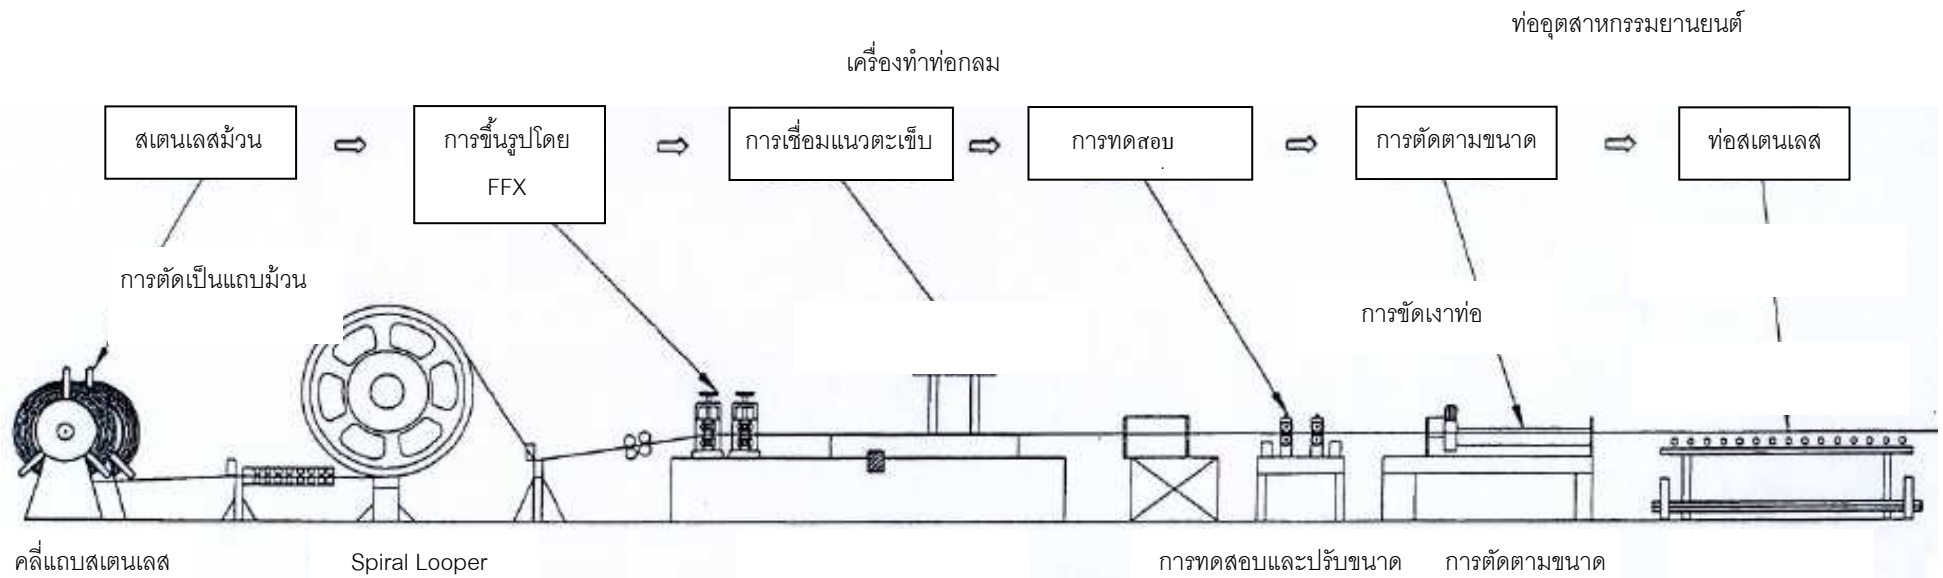 ท่ออุตสาหกรรมยานยนต์
เครื่องทำท่อกลม
สเตนเลสม้วน
การขึ้นรูปโดย
FFX
การเชื่อมแนวตะเข็บ
การทดสอบ
การตัดตามขนาด
ท่อสเตนเลส
การตัดเป็นแถบม้วน
การขัดเงาท่อ
คลี่แถบสเตนเลส
Spiral Looper
การทดสอบและปรับขนาด
การตัดตามขนาด